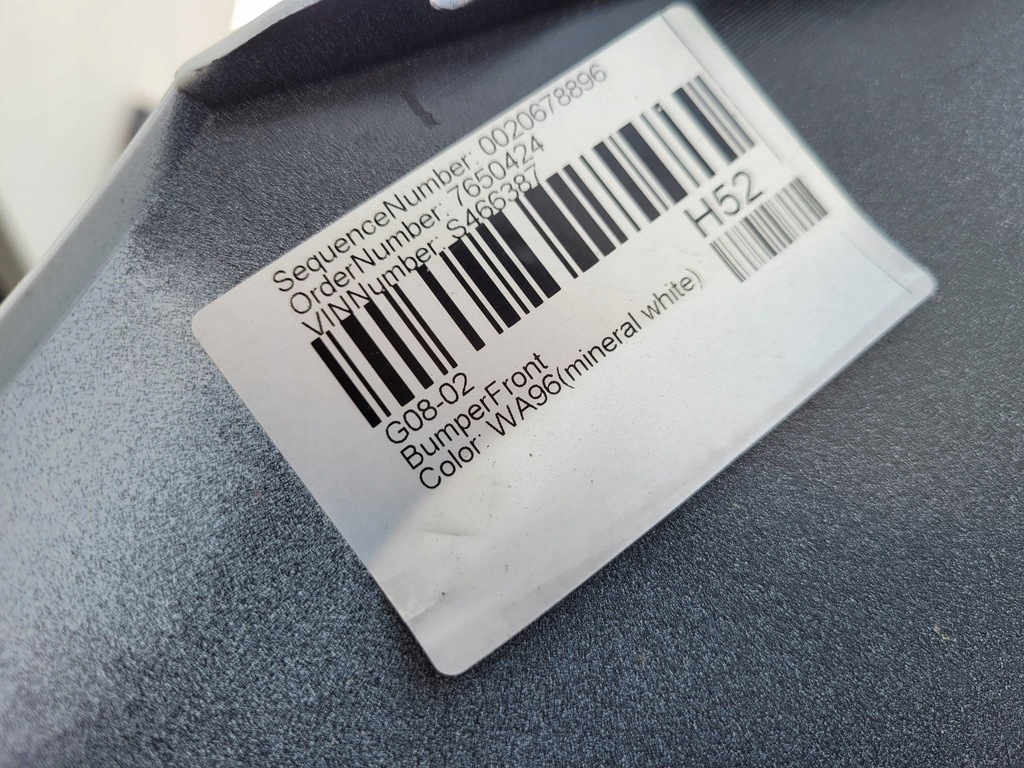 SequenceNumber: 0020678896
OrderNumber: 7650424
VINNumber: S466387
H52
G08-02
BumperFront
Color: WA96(mineral white)